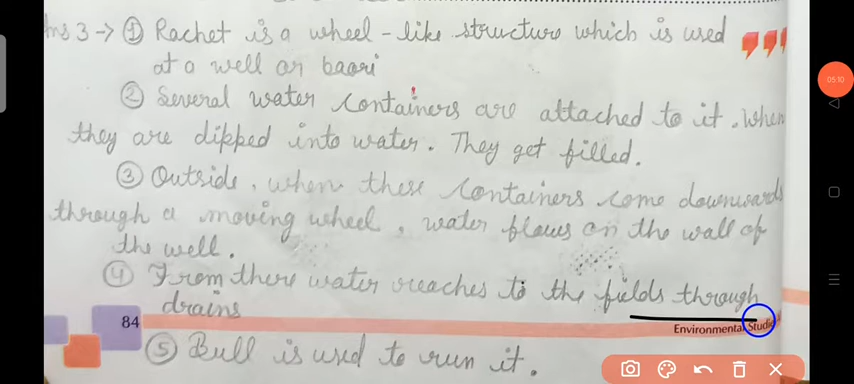 Ans 3 → ① Rachet is a wheel - like structure which is used
at a well or baori
② Several water containers are attached to it. When
they are dipped into water. They get filled.
③ Outside, when these containers come downwards
through a moving wheel, water flows on the wall of
the well.
④ From there water reaches to the fields through
drains
84
Environmental Studie
⑤ Bull is used to run it.
05:10